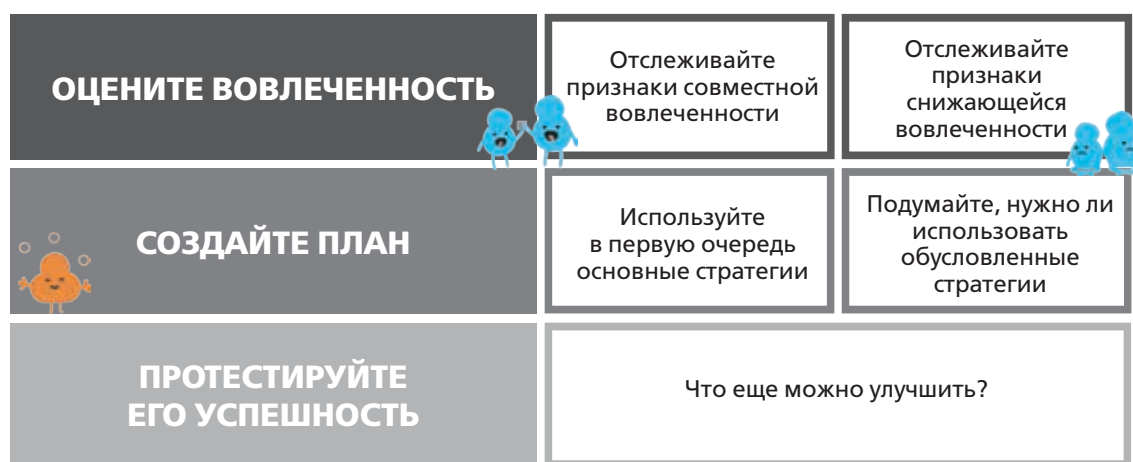 ОЦЕНИТЕ ВОВЛЕЧЕННОСТЬ
Отслеживайте
признаки совместной
вовлеченности
Отслеживайте
признаки
снижающейся
вовлеченности
СОЗДАЙТЕ ПЛАН
Используйте
в первую очередь
основные стратегии
Подумайте, нужно ли
использовать
обусловленные
стратегии
ПРОТЕСТИРУЙТЕ
ЕГО УСПЕШНОСТЬ
Что еще можно улучшить?